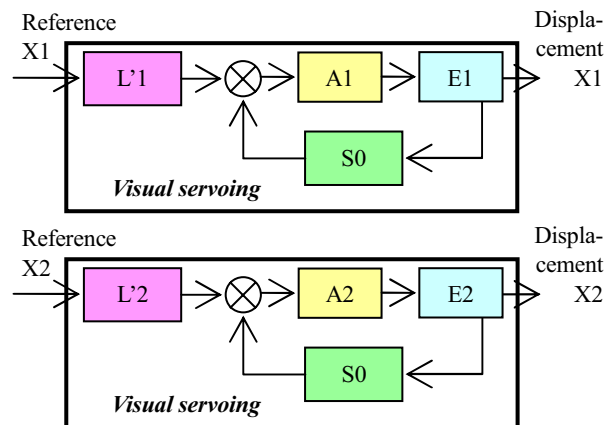 Reference
X1
Displa-
cement
X1
L'1
A1
E1
S0
Visual servoing
Reference
X2
Displa-
cement
X2
L'2
A2
E2
S0
Visual servoing